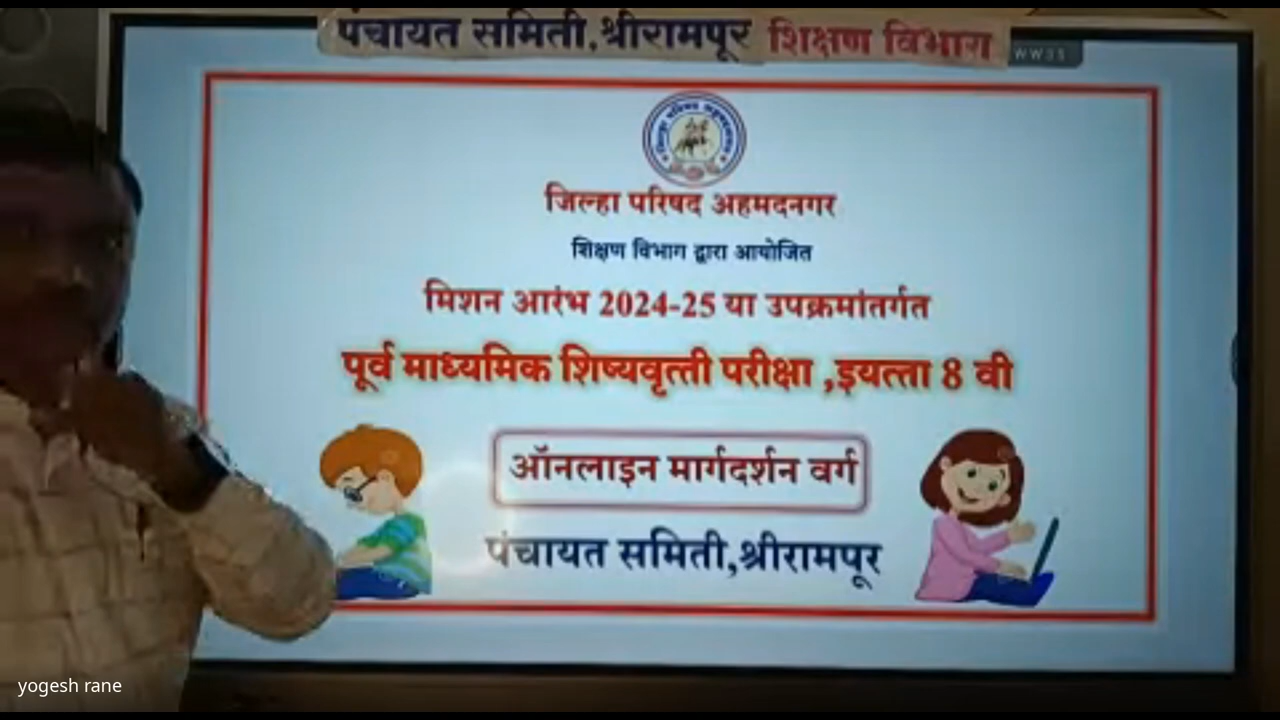 पंचायत समिती,श्रीरामपूर शिक्षण विभाग
जिल्हा परिषद अहमदनगर
शिक्षण विभाग द्वारा आयोजित
मिशन आरंभ 2024-25 या उपक्रमांतर्गत
पूर्व माध्यमिक शिष्यवृत्ती परीक्षा ,इयत्ता 8 वी
ऑनलाइन मार्गदर्शन वर्ग
पंचायत समिती,श्रीरामपूर
yogesh rane